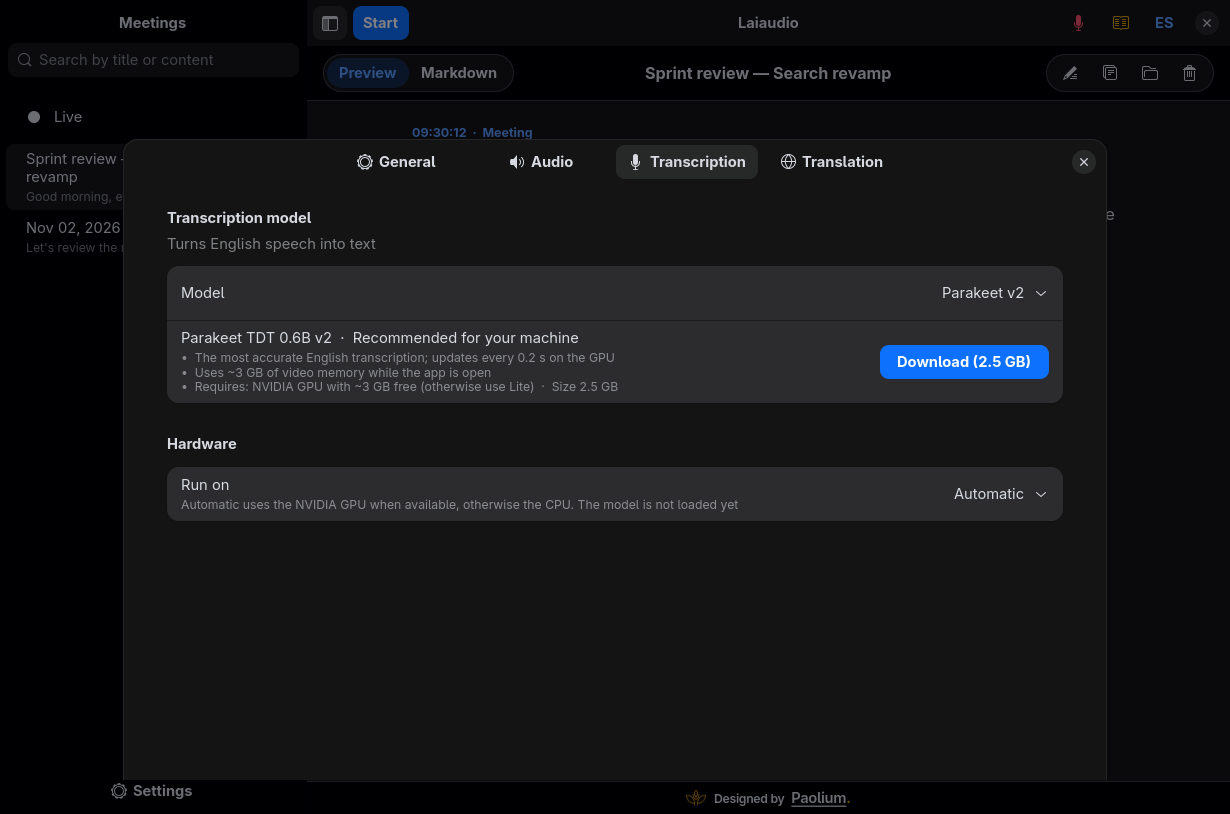 Meetings
Start
Laiaudio
ES
Search by title or content
Preview
Markdown
Sprint review — Search revamp
Live
09:30:12 · Meeting
Sprint review –
revamp
Good morning, e
Nov 02, 2026
Let's review the r
General
Audio
Transcription
Translation
e
Transcription model
Turns English speech into text
Model
Parakeet v2
Parakeet TDT 0.6B v2 · Recommended for your machine
• The most accurate English transcription; updates every 0.2 s on the GPU
• Uses ~3 GB of video memory while the app is open
• Requires: NVIDIA GPU with ~3 GB free (otherwise use Lite) · Size 2.5 GB
Download (2.5 GB)
Hardware
Run on
Automatic uses the NVIDIA GPU when available, otherwise the CPU. The model is not loaded yet
Automatic
Settings
Designed by Paolium.